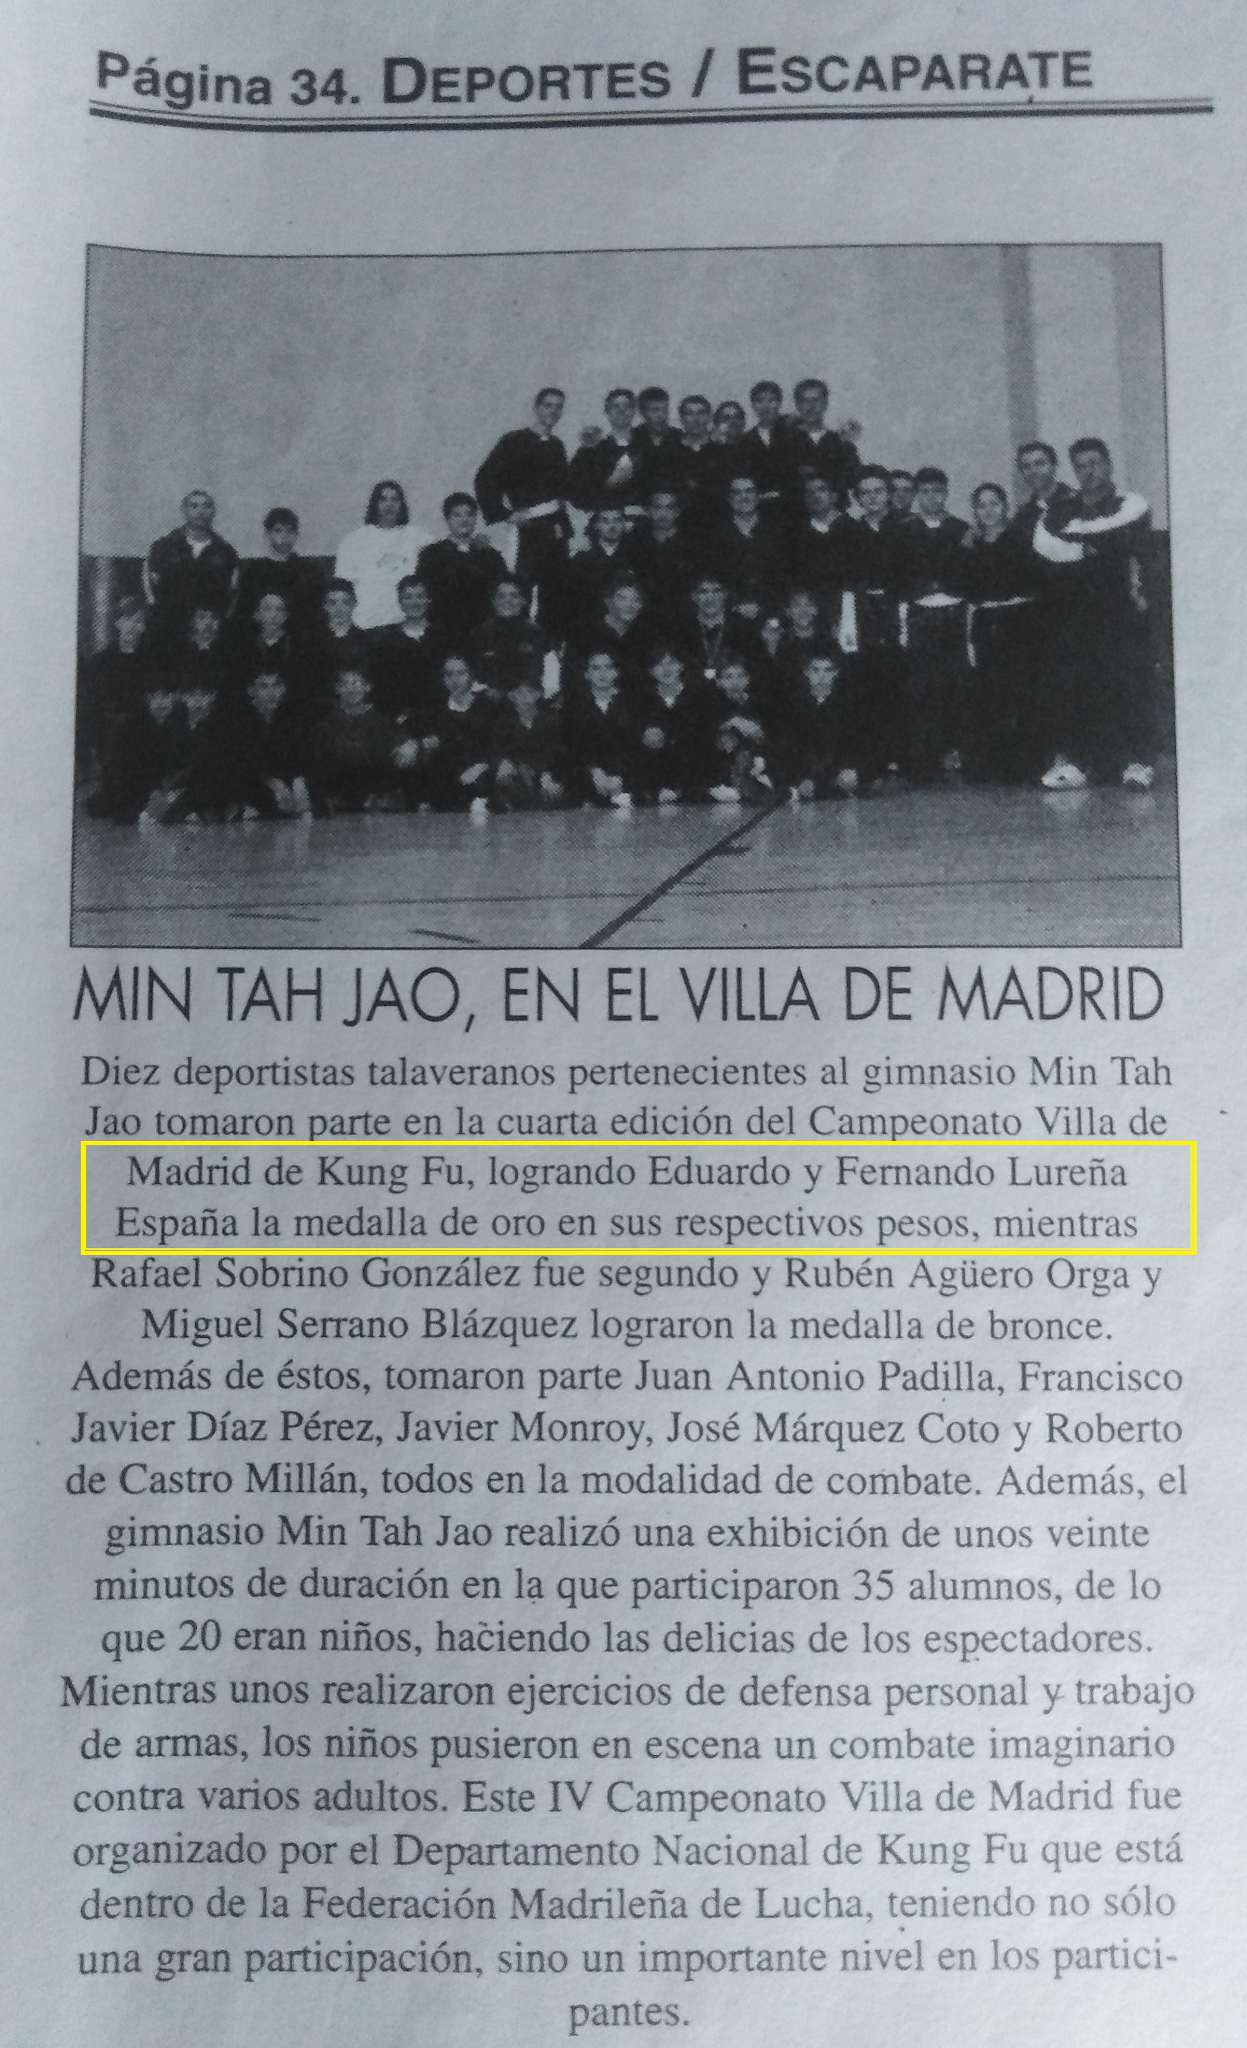 Página 34. DEPORTES / ESCAPARATE
MIN TAH JAO, EN EL VILLA DE MADRID
Diez deportistas talaveranos pertenecientes al gimnasio Min Tah
Jao tomaron parte en la cuarta edición del Campeonato Villa de
Madrid de Kung Fu, logrando Eduardo y Fernando Lureña
España la medalla de oro en sus respectivos pesos, mientras
Rafael Sobrino González fue segundo y Rubén Agüero Orga y
Miguel Serrano Blázquez lograron la medalla de bronce.
Además de éstos, tomaron parte Juan Antonio Padilla, Francisco
Javier Díaz Pérez, Javier Monroy, José Márquez Coto y Roberto
de Castro Millán, todos en la modalidad de combate. Además, el
gimnasio Min Tah Jao realizó una exhibición de unos veinte
minutos de duración en la que participaron 35 alumnos, de lo
que 20 eran niños, haciendo las delicias de los espectadores.
Mientras unos realizaron ejercicios de defensa personal y trabajo
de armas, los niños pusieron en escena un combate imaginario
contra varios adultos. Este IV Campeonato Villa de Madrid fue
organizado por el Departamento Nacional de Kung Fu que está
dentro de la Federación Madrileña de Lucha, teniendo no sólo
una gran participación, sino un importante nivel en los partici-
pantes.